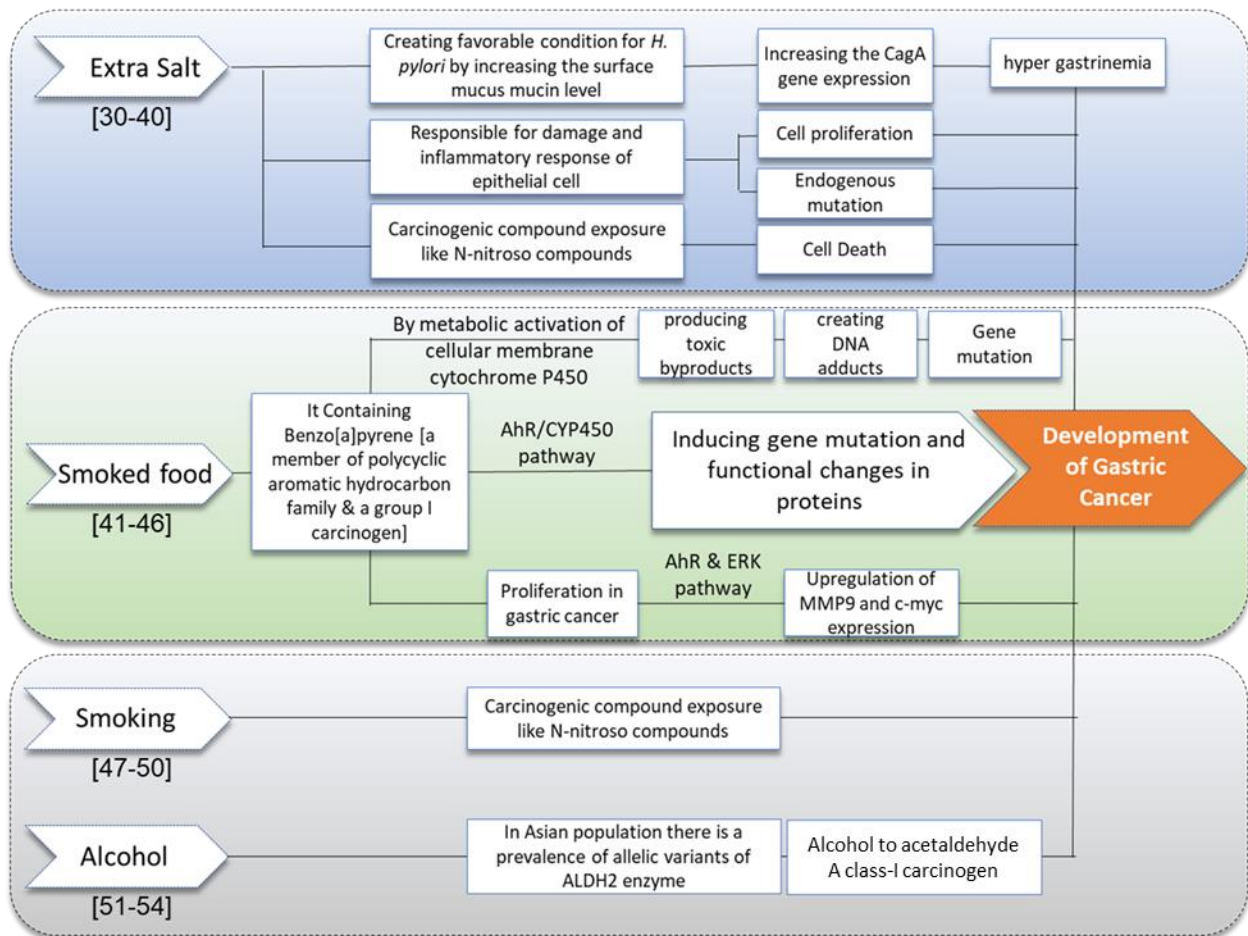 Extra Salt
[30-40]
Creating favorable condition for H.
pylori by increasing the surface
mucus mucin level
Increasing the CagA
gene expression
hyper gastrinemia
Responsible for damage and
inflammatory response of
epithelial cell
Cell proliferation
Endogenous
mutation
Carcinogenic compound exposure
like N-nitroso compounds
Cell Death
Smoked food
[41-46]
It Containing
Benzo[a]pyrene [a
member of polycyclic
aromatic hydrocarbon
family & a group I
carcinogen]
By metabolic activation of
cellular membrane
cytochrome P450
producing
toxic
byproducts
creating
DNA
adducts
Gene
mutation
AhR/CYP450
pathway
Inducing gene mutation and
functional changes in
proteins
Development
of Gastric
Cancer
Proliferation in
gastric cancer
AhR & ERK
pathway
Upregulation of
MMP9 and c-myc
expression
Smoking
[47-50]
Carcinogenic compound exposure
like N-nitroso compounds
Alcohol
[51-54]
In Asian population there is a
prevalence of allelic variants of
ALDH2 enzyme
Alcohol to acetaldehyde
A class-I carcinogen